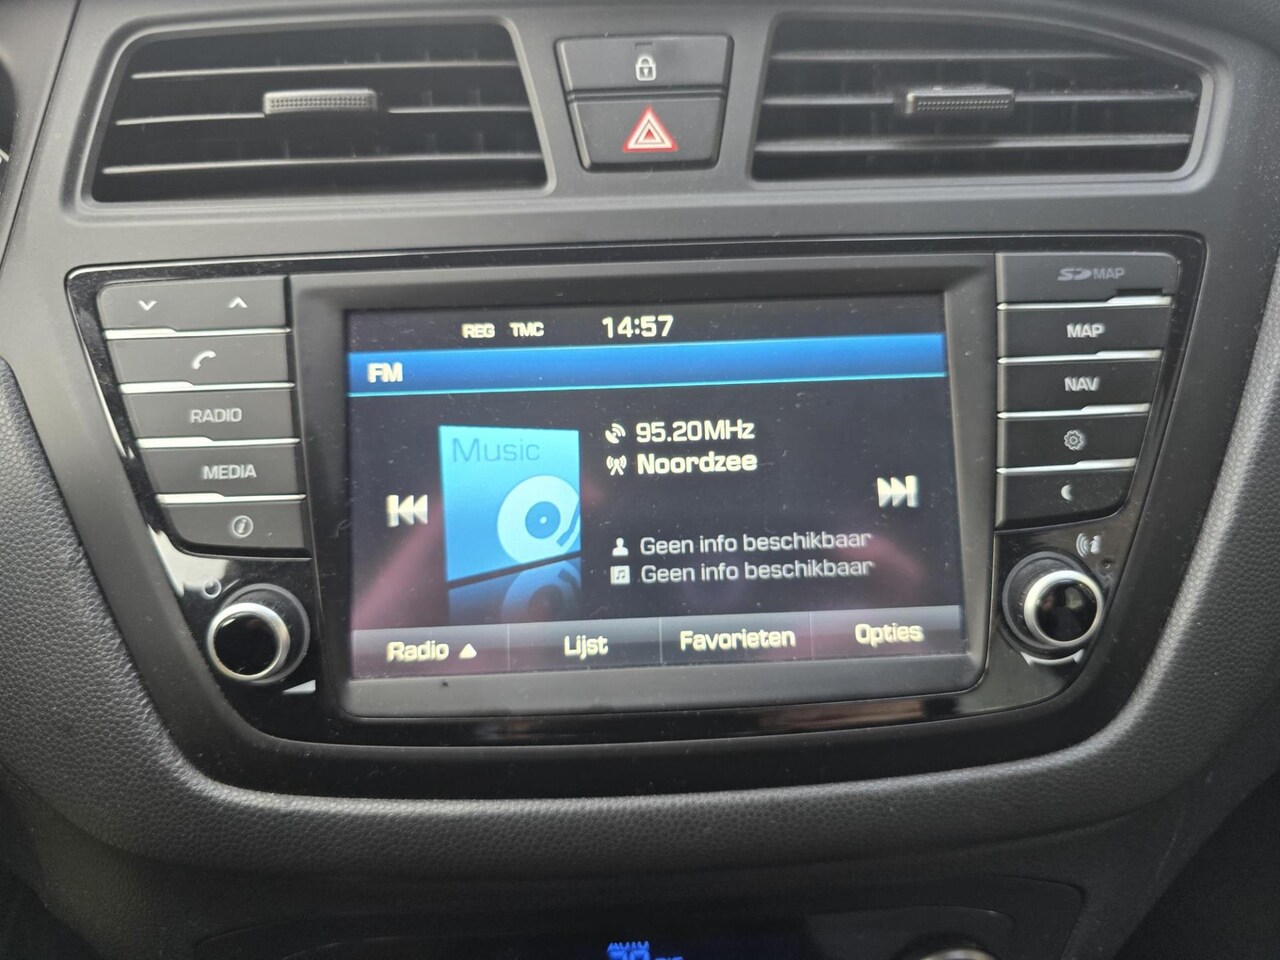 REG TMC 14:57
FM
Music
95.20MHz
Noordzee
Geen info beschikbaar
Geen info beschikbaar
Radio Lijst Favorieten Opties
RADIO
MEDIA
SD MAP
MAP
NAV
AUTO